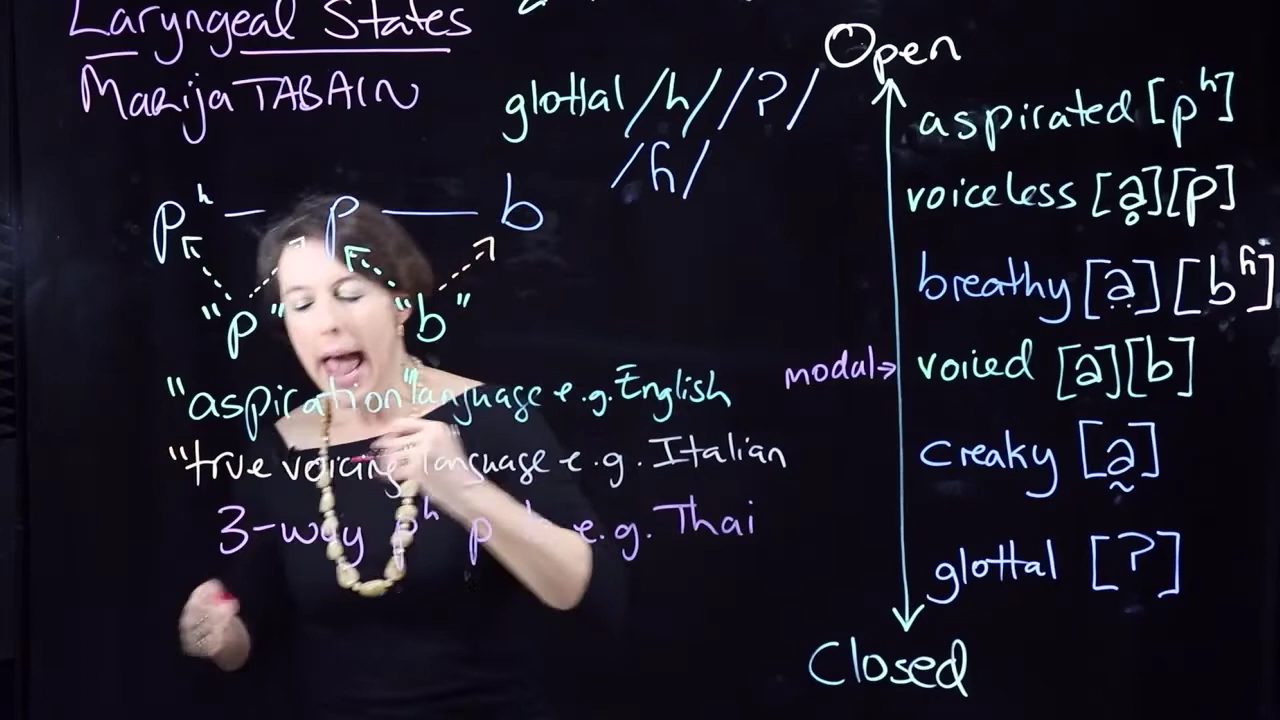 Laryngeal States
Marija TABAIN
glottal /h/ /ʔ/
/ɦ/
pʰ — p — b
"p" "b"
"aspiration" language e.g. English
"true voicing" language e.g. Italian
3-way pʰ p b e.g. Thai
Open
aspirated [pʰ]
voiceless [ḁ] [p]
breathy [a̤] [bʱ]
modal→ voiced [a] [b]
creaky [a̰]
glottal [ʔ]
Closed